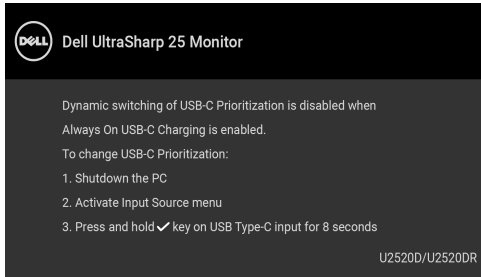 DELL Dell UltraSharp 25 Monitor
Dynamic switching of USB-C Prioritization is disabled when
Always On USB-C Charging is enabled.
To change USB-C Prioritization:
1. Shutdown the PC
2. Activate Input Source menu
3. Press and hold ✓ key on USB Type-C input for 8 seconds
U2520D/U2520DR